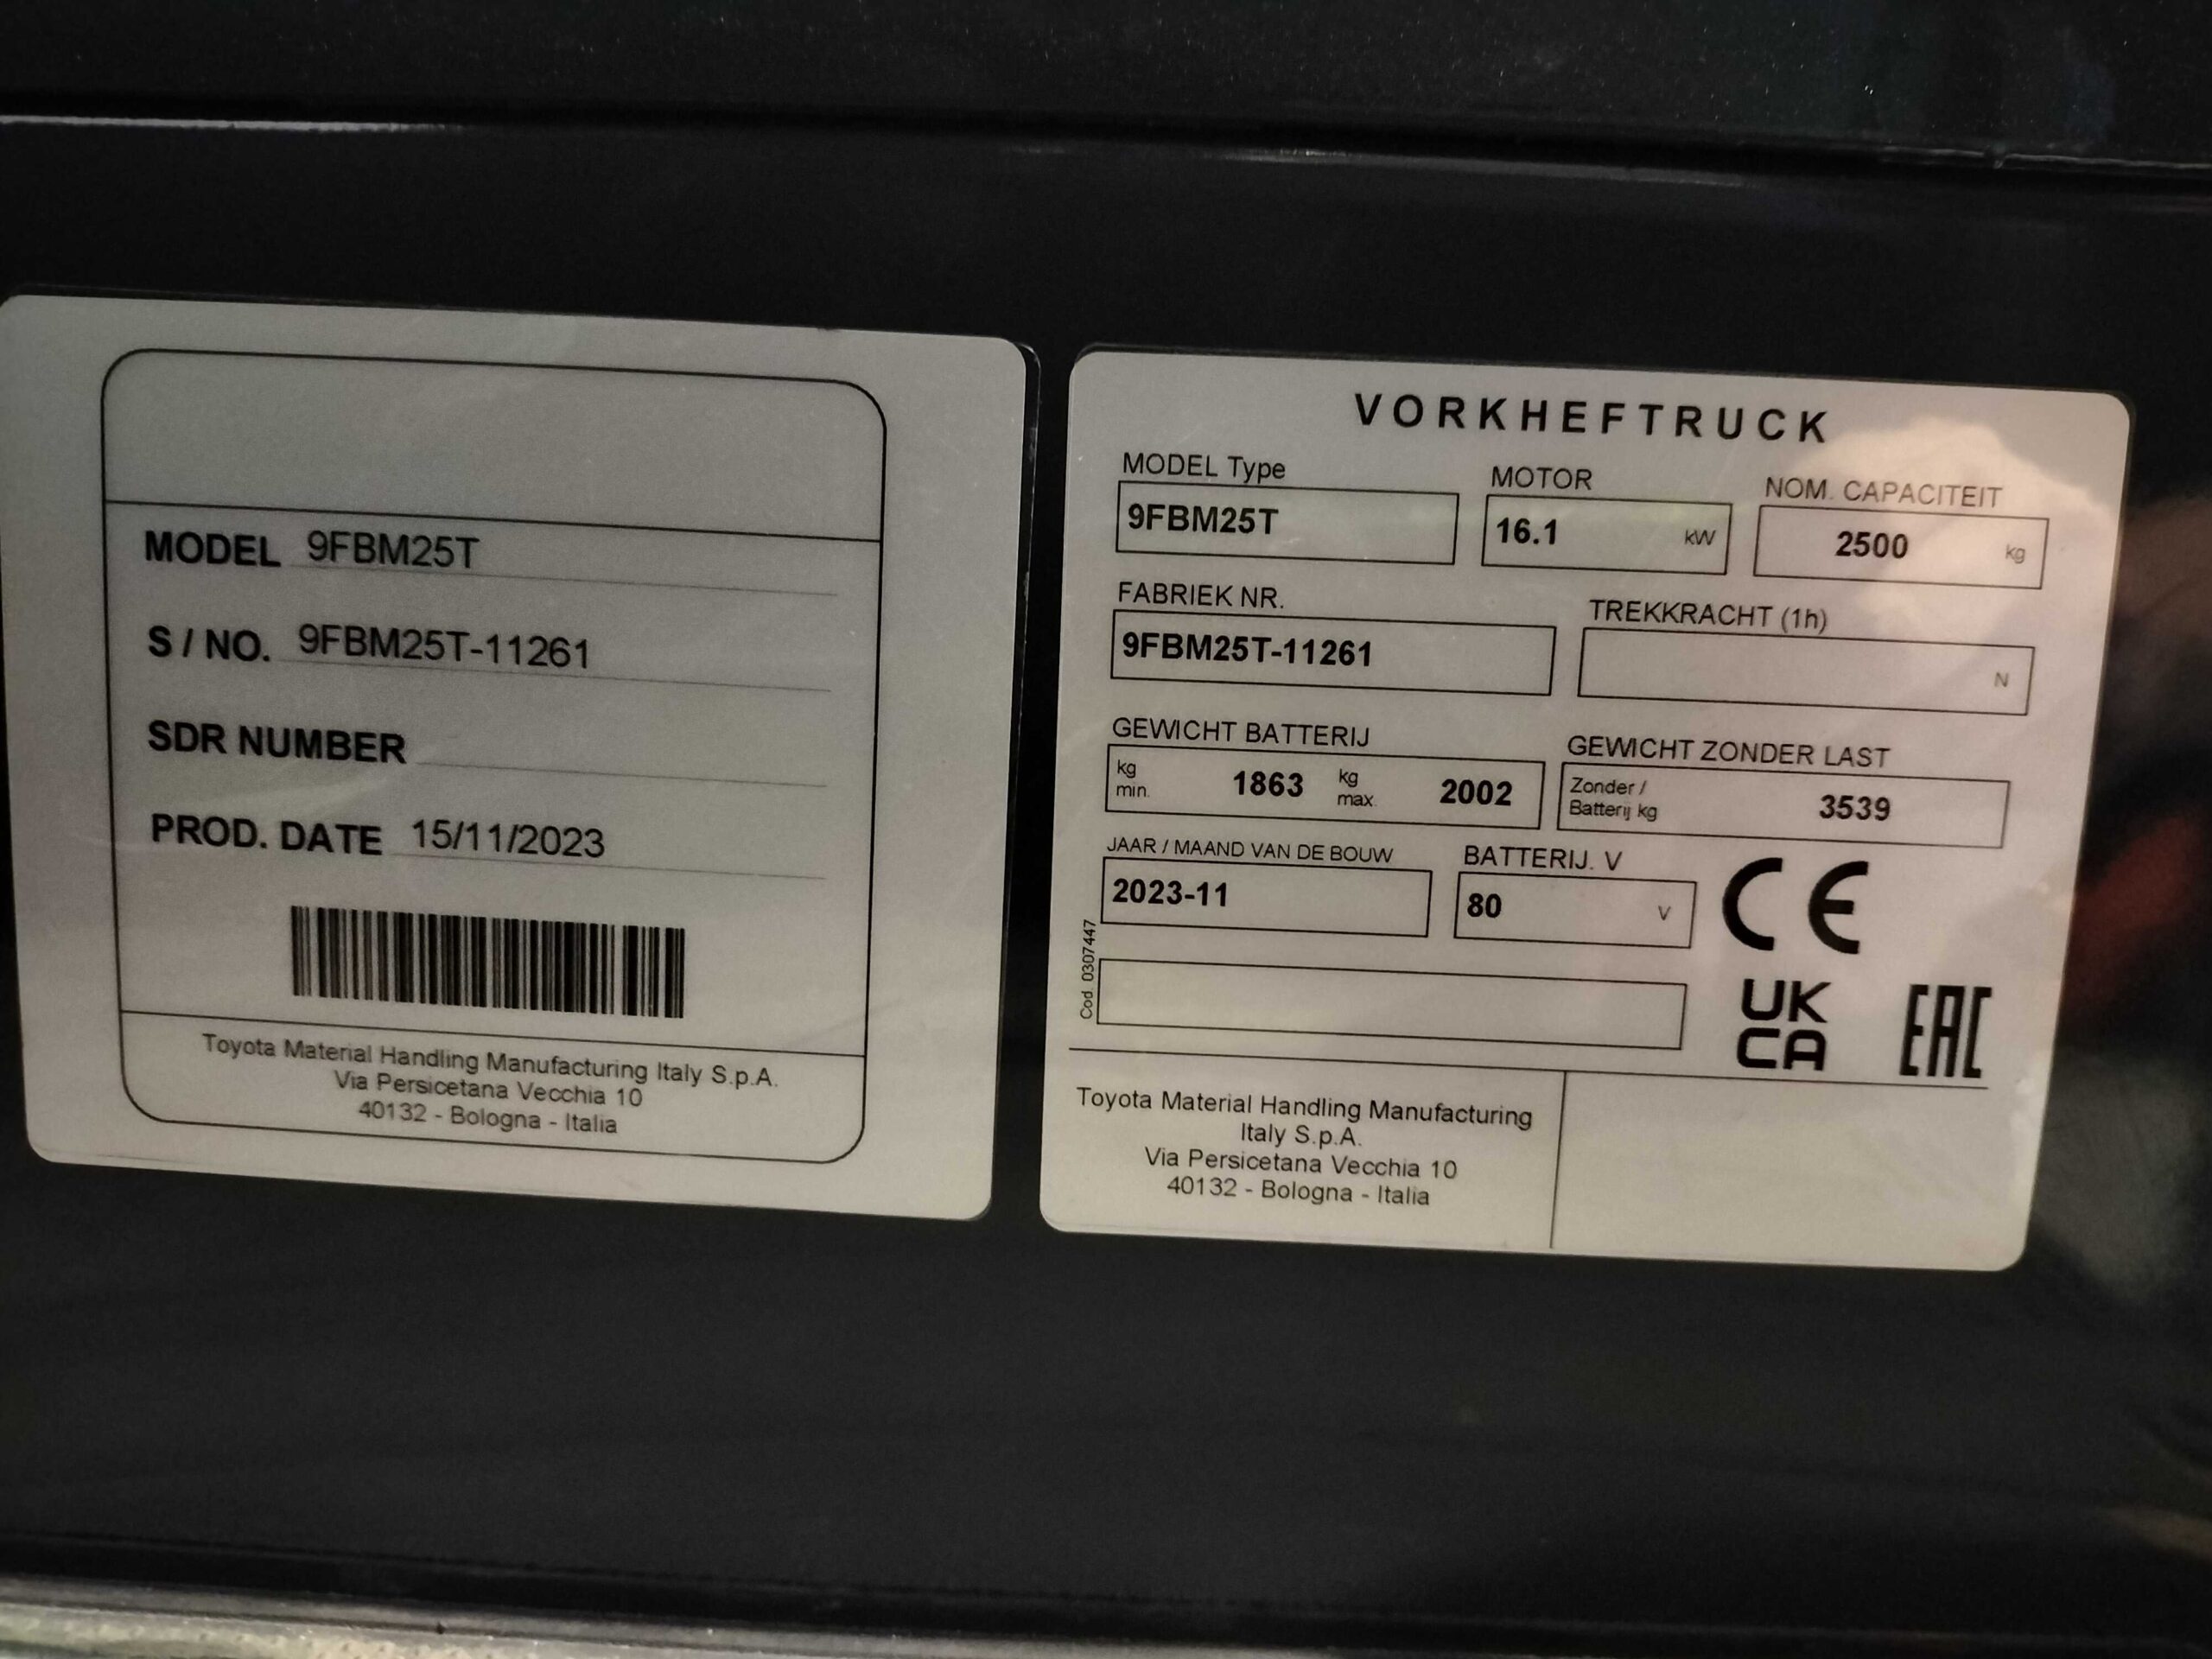 MODEL 9FBM25T
S / NO. 9FBM25T-11261
SDR NUMBER
PROD. DATE 15/11/2023
Toyota Material Handling Manufacturing Italy S.p.A.
Via Persicetana Vecchia 10
40132 - Bologna - Italia
VORKHEFTRUCK
MODEL Type MOTOR NOM. CAPACITEIT
9FBM25T 16.1 kW 2500 kg
FABRIEK NR. TREKKRACHT (1h)
9FBM25T-11261 N
GEWICHT BATTERIJ GEWICHT ZONDER LAST
kg min. 1863 kg max. 2002 Zonder / Batterij kg 3539
JAAR / MAAND VAN DE BOUW BATTERIJ. V
2023-11 80 V
CE
Cod. 0307447
UK
CA
EAC
Toyota Material Handling Manufacturing
Italy S.p.A.
Via Persicetana Vecchia 10
40132 - Bologna - Italia